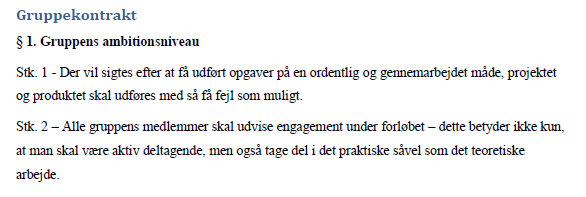 Gruppekontrakt
§ 1. Gruppens ambitionsniveau
Stk. 1 - Der vil sigtes efter at få udført opgaver på en ordentlig og gennemarbejdet måde, projektet
og produktet skal udføres med så få fejl som muligt.
Stk. 2 – Alle gruppens medlemmer skal udvise engagement under forløbet – dette betyder ikke kun,
at man skal være aktiv deltagende, men også tage del i det praktiske såvel som det teoretiske
arbejde.